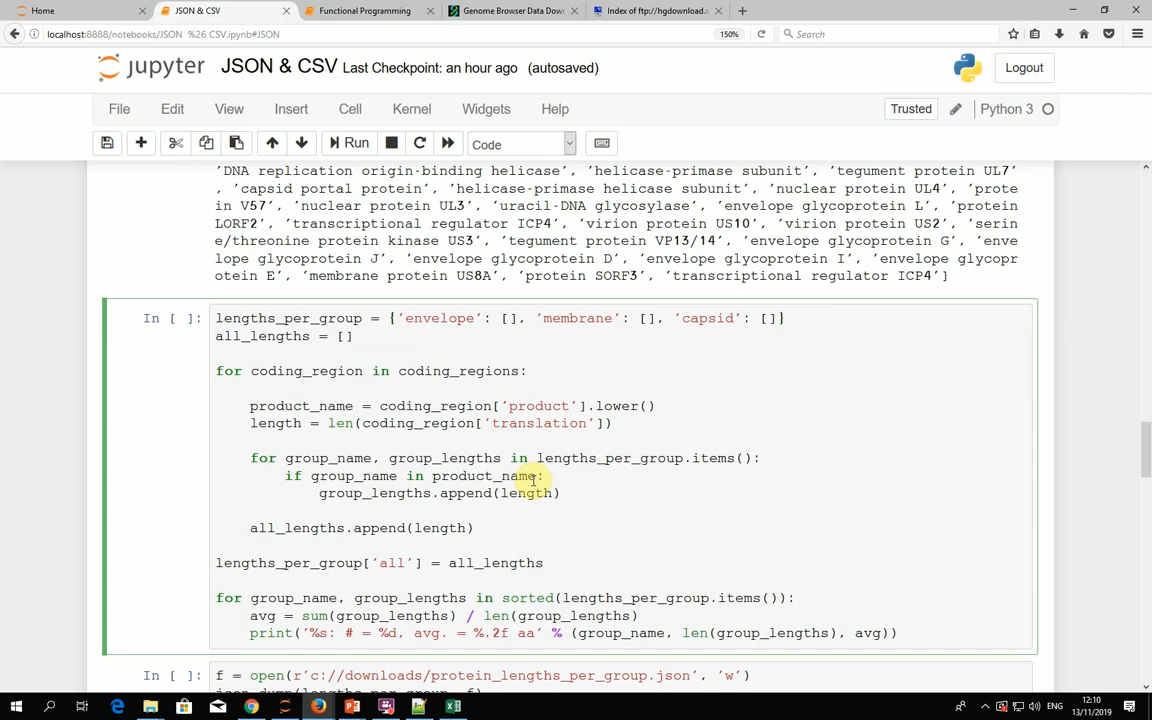 Home
JSON & CSV
Functional Programming
Genome Browser Data Dow
Index of ftp://hgdownload.s
localhost:8888/notebooks/JSON %26 CSV.ipynb#JSON
150%
Search
jupyter JSON & CSV Last Checkpoint: an hour ago (autosaved)
Logout
File Edit View Insert Cell Kernel Widgets Help
Trusted
Python 3
Run
Code
'DNA replication origin-binding helicase', 'helicase-primase subunit', 'tegument protein UL7'
, 'capsid portal protein', 'helicase-primase helicase subunit', 'nuclear protein UL4', 'prote
in V57', 'nuclear protein UL3', 'uracil-DNA glycosylase', 'envelope glycoprotein L', 'protein
LORF2', 'transcriptional regulator ICP4', 'virion protein US10', 'virion protein US2', 'serin
e/threonine protein kinase US3', 'tegument protein VP13/14', 'envelope glycoprotein G', 'enve
lope glycoprotein J', 'envelope glycoprotein D', 'envelope glycoprotein I', 'envelope glycopr
otein E', 'membrane protein US8A', 'protein SORF3', 'transcriptional regulator ICP4']
In [ ]: lengths_per_group = {'envelope': [], 'membrane': [], 'capsid': []}
all_lengths = []
for coding_region in coding_regions:
product_name = coding_region['product'].lower()
length = len(coding_region['translation'])
for group_name, group_lengths in lengths_per_group.items():
if group_name in product_name:
group_lengths.append(length)
all_lengths.append(length)
lengths_per_group['all'] = all_lengths
for group_name, group_lengths in sorted(lengths_per_group.items()):
avg = sum(group_lengths) / len(group_lengths)
print('%s: # = %d, avg. = %.2f aa' % (group_name, len(group_lengths), avg))
In [ ]: f = open(r'c://downloads/protein_lengths_per_group.json', 'w')
json.dump(lengths_per_group, f)
ENG
12:10
13/11/2019